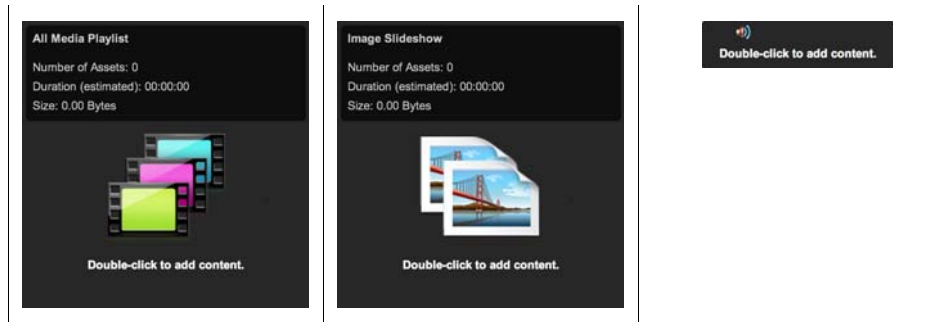 All Media Playlist
Number of Assets: 0
Duration (estimated): 00:00:00
Size: 0.00 Bytes
Double-click to add content.
Image Slideshow
Number of Assets: 0
Duration (estimated): 00:00:00
Size: 0.00 Bytes
Double-click to add content.
Double-click to add content.